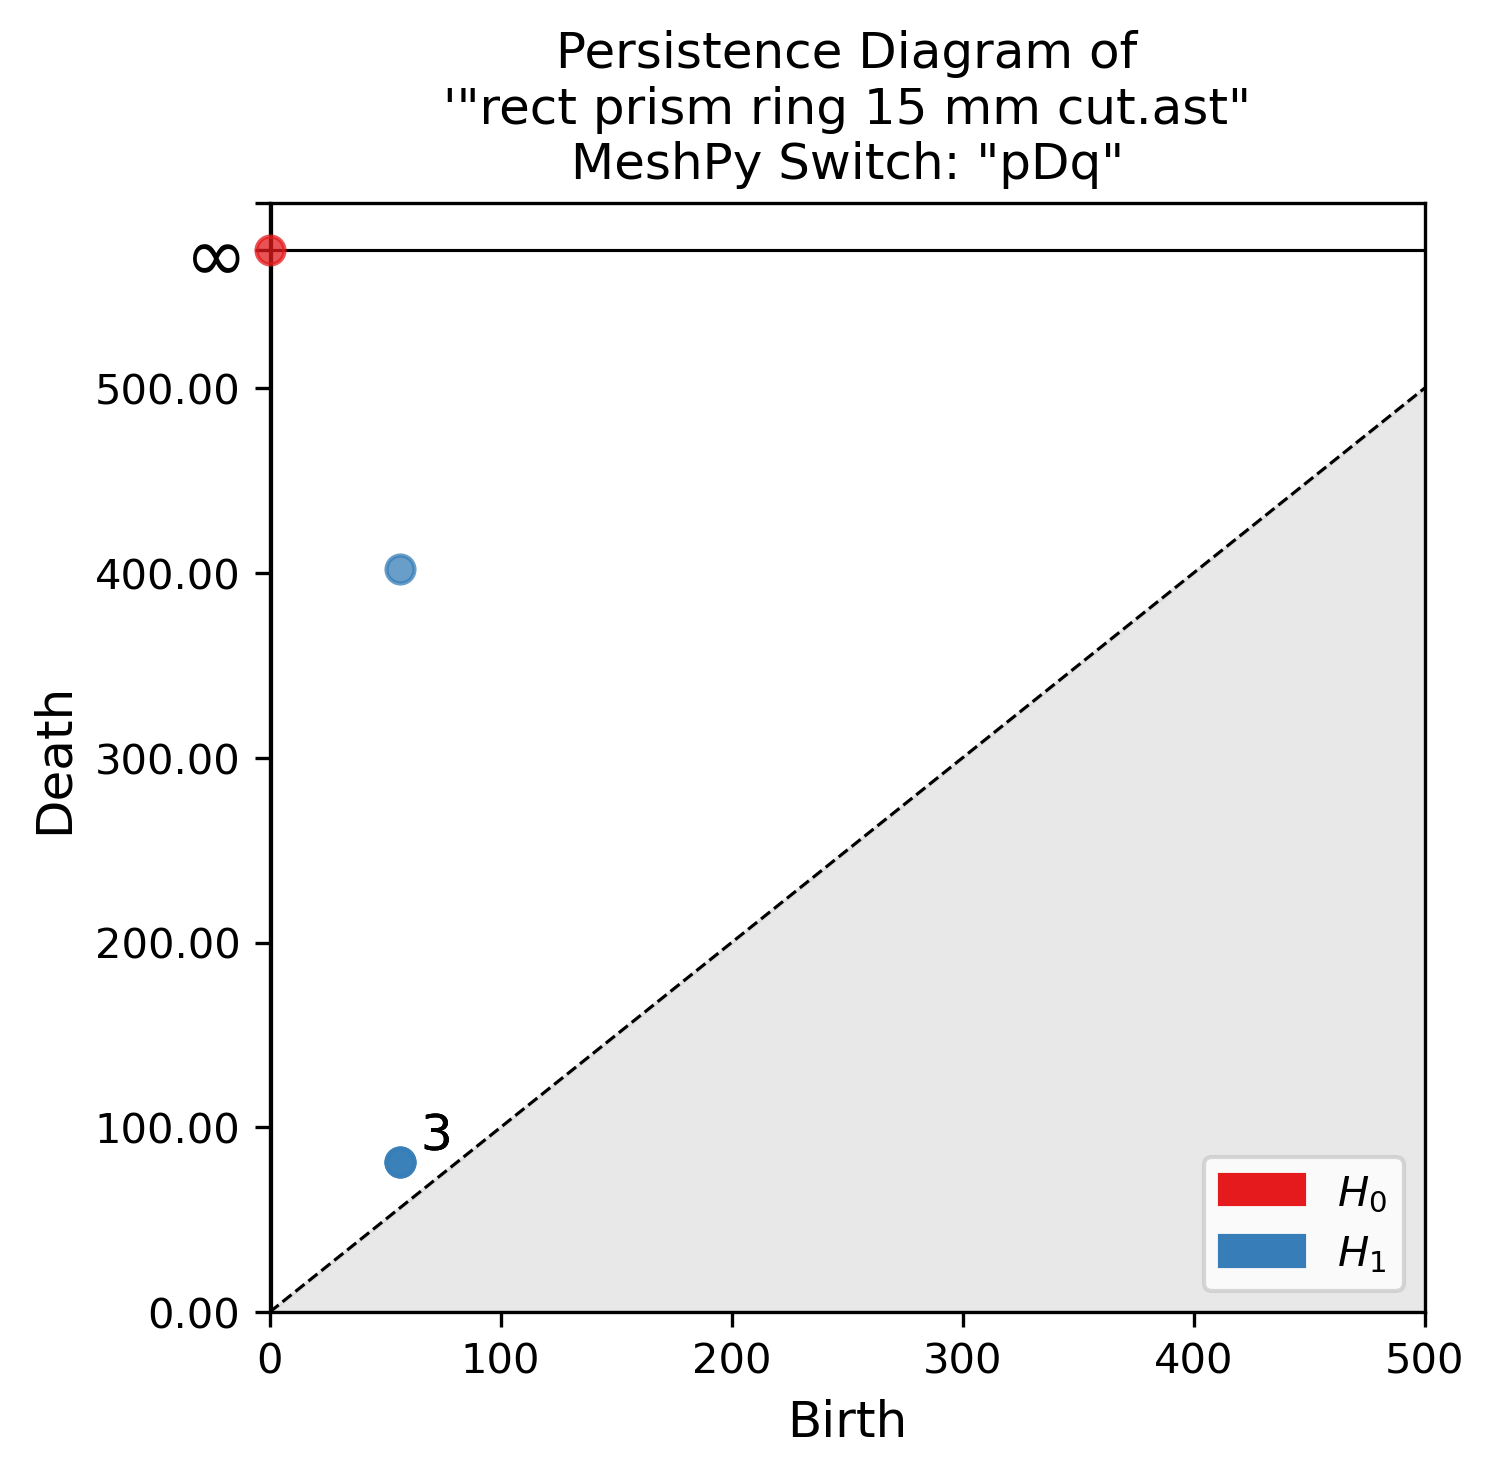 Persistence Diagram of
'"rect prism ring 15 mm cut.ast"
MeshPy Switch: "pDq"
∞
500.00
400.00
300.00
200.00
100.00
0.00
Death
3
H₀
H₁
0 100 200 300 400 500
Birth